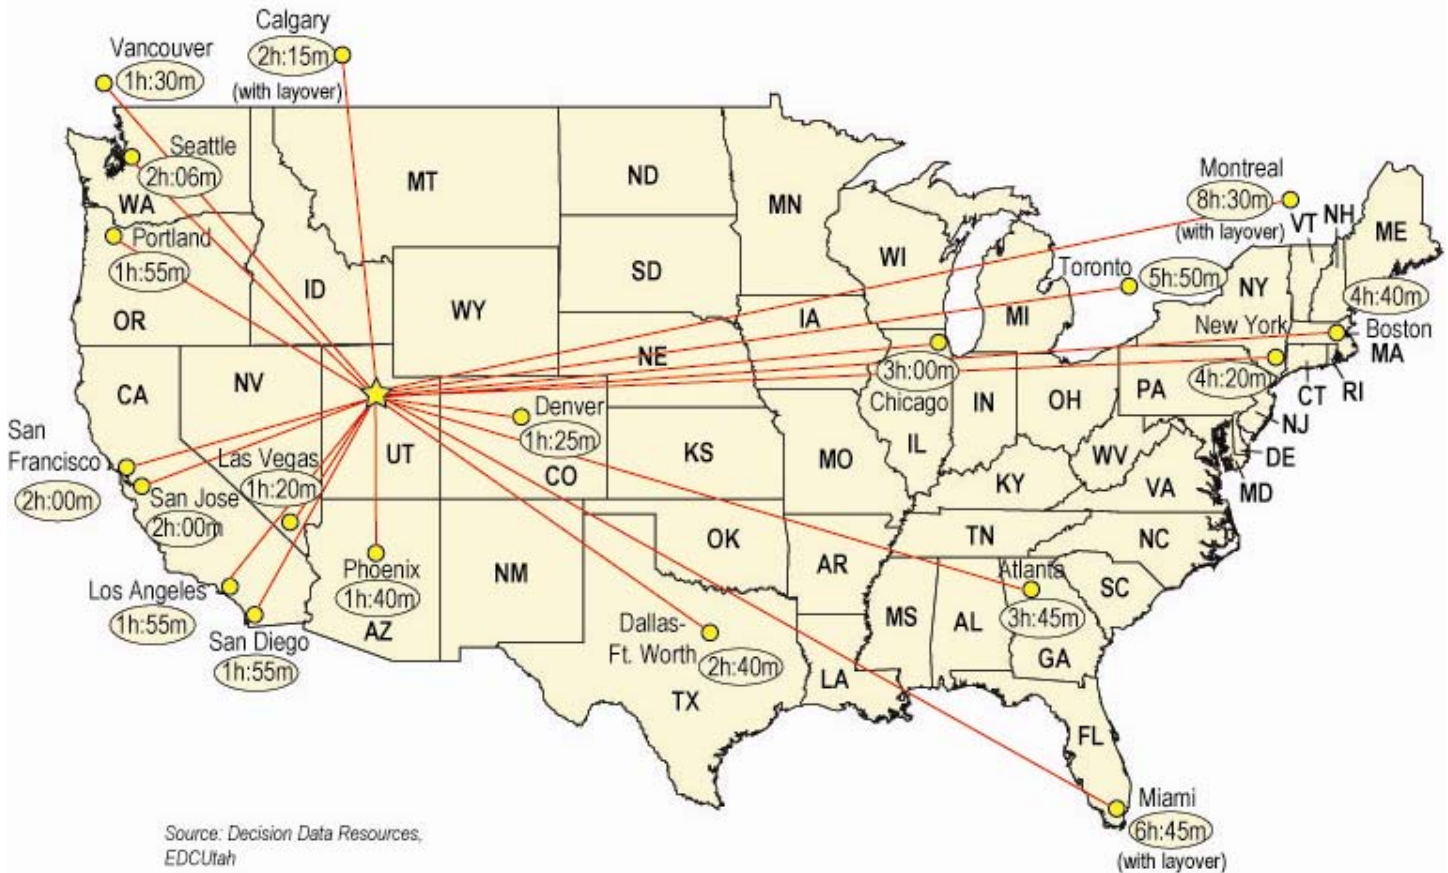 Calgary
2h:15m
(with layover)
Vancouver
1h:30m
Seattle
2h:06m
WA
Portland
1h:55m
OR
ID
MT
ND
MN
SD
WY
WI
MI
Montreal
8h:30m
(with layover)
VT
NH
ME
Toronto
5h:50m
NY
4h:40m
New York
Boston
MA
4h:20m
CT
RI
PA
NJ
DE
MD
IA
NE
3h:00m
Chicago
IL
IN
OH
WV
VA
KY
CA
NV
UT
Denver
1h:25m
CO
KS
MO
San
Francisco
2h:00m
San Jose
2h:00m
Las Vegas
1h:20m
Los Angeles
1h:55m
San Diego
1h:55m
Phoenix
1h:40m
AZ
NM
OK
AR
TN
NC
SC
Atlanta
3h:45m
GA
MS
AL
Dallas-
Ft. Worth
2h:40m
TX
LA
FL
Miami
6h:45m
(with layover)
Source: Decision Data Resources,
EDCUtah